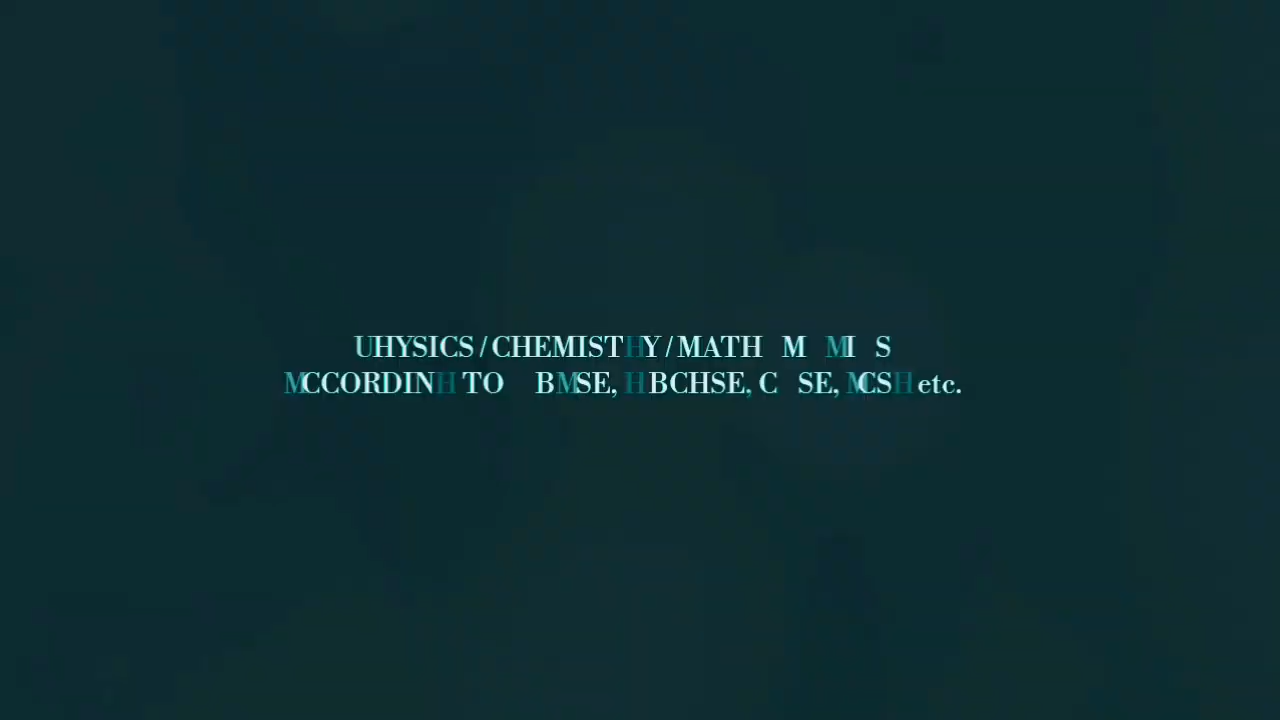 UHYSICS / CHEMISTHY / MATH M MI S
MCCORDINH TO BMSE, HBCHSE, C SE, MCSH etc.